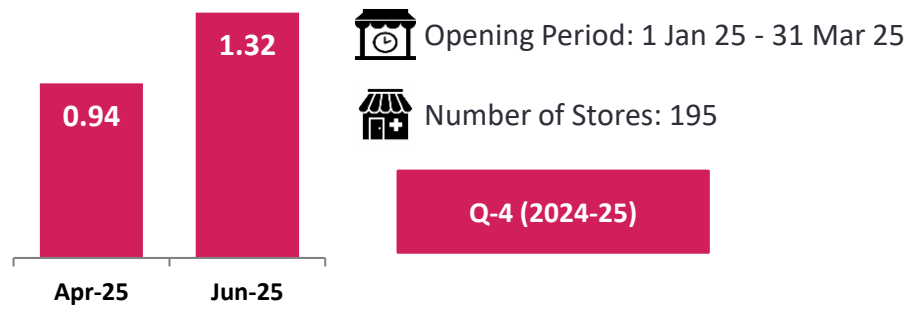 1.32
0.94
Apr-25
Jun-25
Opening Period: 1 Jan 25 - 31 Mar 25
Number of Stores: 195
Q-4 (2024-25)